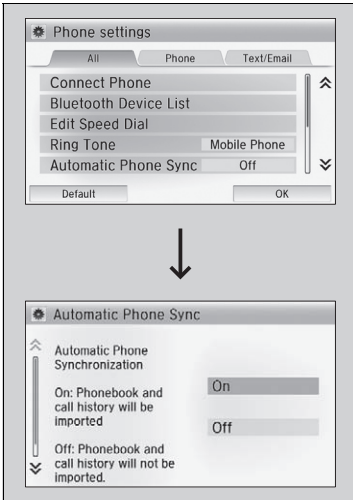 Phone settings
All Phone Text/Email
Connect Phone
Bluetooth Device List
Edit Speed Dial
Ring Tone Mobile Phone
Automatic Phone Sync Off
Default OK
Automatic Phone Sync
Automatic Phone
Synchronization
On: Phonebook and
call history will be
imported
Off: Phonebook and
call history will not be
imported.
On
Off